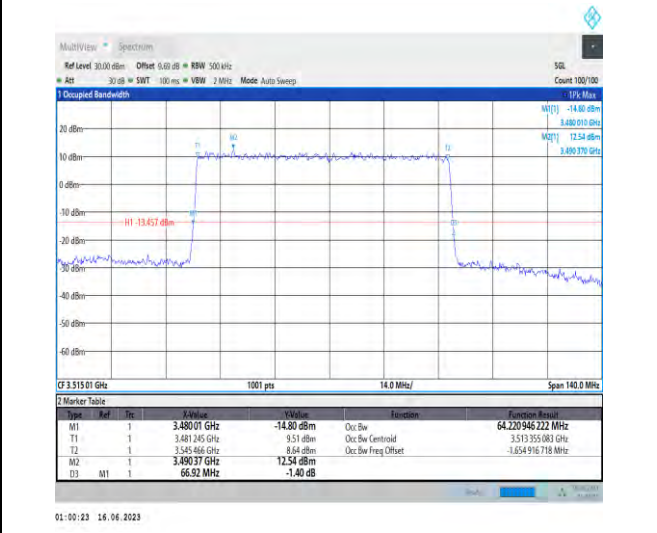 MultiView Spectrum
Ref Level 30.00 dBm Offset 9.69 dB RBW 500 kHz SGL
Att 30 dB SWT 100 ms VBW 2 MHz Mode Auto Sweep Count 100/100
1 Occupied Bandwidth 1Pk Max
M1[1] -14.80 dBm
3.480 010 GHz
M2[1] 12.54 dBm
3.490 370 GHz
20 dBm
T1 M2 T2
10 dBm
0 dBm
-10 dBm
M1
H1 -13.457 dBm
D3
-20 dBm
-30 dBm
-40 dBm
-50 dBm
-60 dBm
CF 3.515 01 GHz 1001 pts 14.0 MHz/ Span 140.0 MHz
2 Marker Table
Type Ref Trc X-Value Y-Value Function Function Result
M1 1 3.480 01 GHz -14.80 dBm Occ Bw 64.220 946 222 MHz
T1 1 3.481 245 GHz 9.51 dBm Occ Bw Centroid 3.513 355 083 GHz
T2 1 3.545 466 GHz 8.64 dBm Occ Bw Freq Offset -1.654 916 718 MHz
M2 1 3.490 37 GHz 12.54 dBm
D3 M1 1 66.92 MHz -1.40 dB
01:00:23 16.06.2023